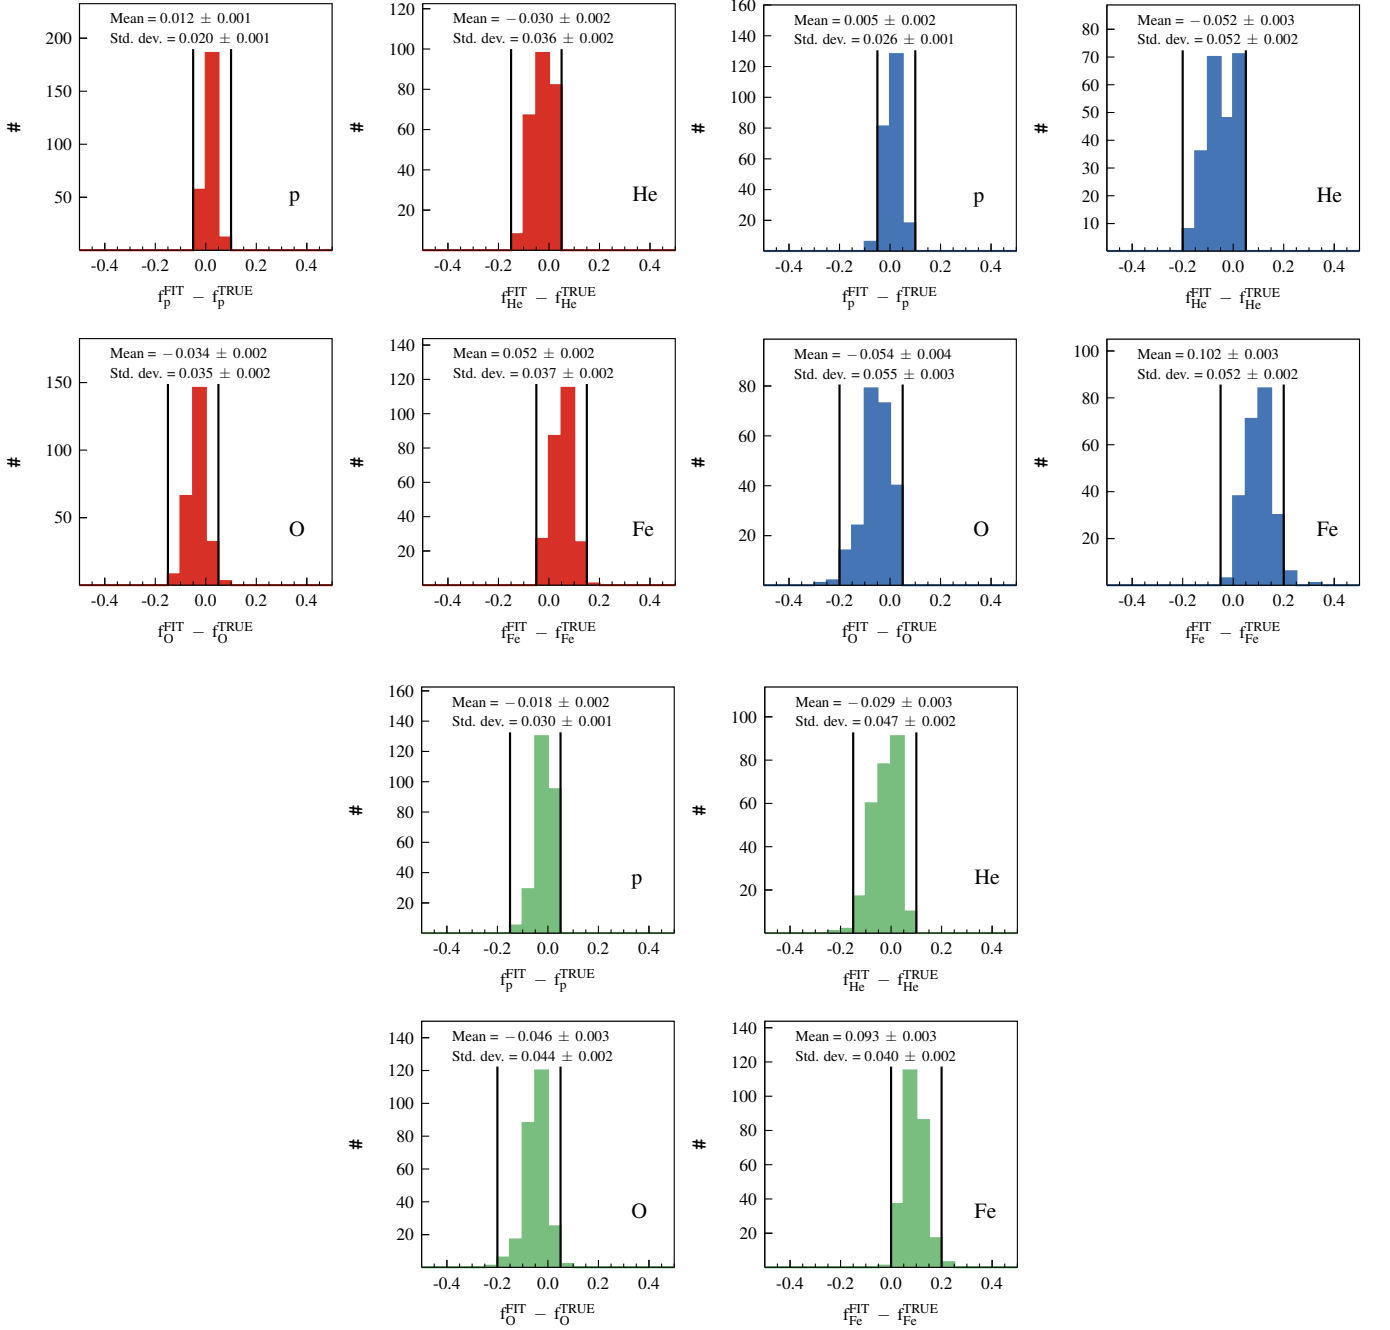 Mean = 0.012 ± 0.001
Std. dev. = 0.020 ± 0.001
200
150
100
50
#
p
-0.4 -0.2 0.0 0.2 0.4
f_p^FIT − f_p^TRUE
Mean = −0.030 ± 0.002
Std. dev. = 0.036 ± 0.002
120
100
80
60
40
20
#
He
-0.4 -0.2 0.0 0.2 0.4
f_He^FIT − f_He^TRUE
Mean = 0.005 ± 0.002
Std. dev. = 0.026 ± 0.001
160
140
120
100
80
60
40
20
#
p
-0.4 -0.2 0.0 0.2 0.4
f_p^FIT − f_p^TRUE
Mean = −0.052 ± 0.003
Std. dev. = 0.052 ± 0.002
80
70
60
50
40
30
20
10
#
He
-0.4 -0.2 0.0 0.2 0.4
f_He^FIT − f_He^TRUE
Mean = −0.034 ± 0.002
Std. dev. = 0.035 ± 0.002
150
100
50
#
O
-0.4 -0.2 0.0 0.2 0.4
f_O^FIT − f_O^TRUE
Mean = 0.052 ± 0.002
Std. dev. = 0.037 ± 0.002
140
120
100
80
60
40
20
#
Fe
-0.4 -0.2 0.0 0.2 0.4
f_Fe^FIT − f_Fe^TRUE
Mean = −0.054 ± 0.004
Std. dev. = 0.055 ± 0.003
80
60
40
20
#
O
-0.4 -0.2 0.0 0.2 0.4
f_O^FIT − f_O^TRUE
Mean = 0.102 ± 0.003
Std. dev. = 0.052 ± 0.002
100
80
60
40
20
#
Fe
-0.4 -0.2 0.0 0.2 0.4
f_Fe^FIT − f_Fe^TRUE
Mean = −0.018 ± 0.002
Std. dev. = 0.030 ± 0.001
160
140
120
100
80
60
40
20
#
p
-0.4 -0.2 0.0 0.2 0.4
f_p^FIT − f_p^TRUE
Mean = −0.029 ± 0.003
Std. dev. = 0.047 ± 0.002
100
80
60
40
20
#
He
-0.4 -0.2 0.0 0.2 0.4
f_He^FIT − f_He^TRUE
Mean = −0.046 ± 0.003
Std. dev. = 0.044 ± 0.002
140
120
100
80
60
40
20
#
O
-0.4 -0.2 0.0 0.2 0.4
f_O^FIT − f_O^TRUE
Mean = 0.093 ± 0.003
Std. dev. = 0.040 ± 0.002
140
120
100
80
60
40
20
#
Fe
-0.4 -0.2 0.0 0.2 0.4
f_Fe^FIT − f_Fe^TRUE